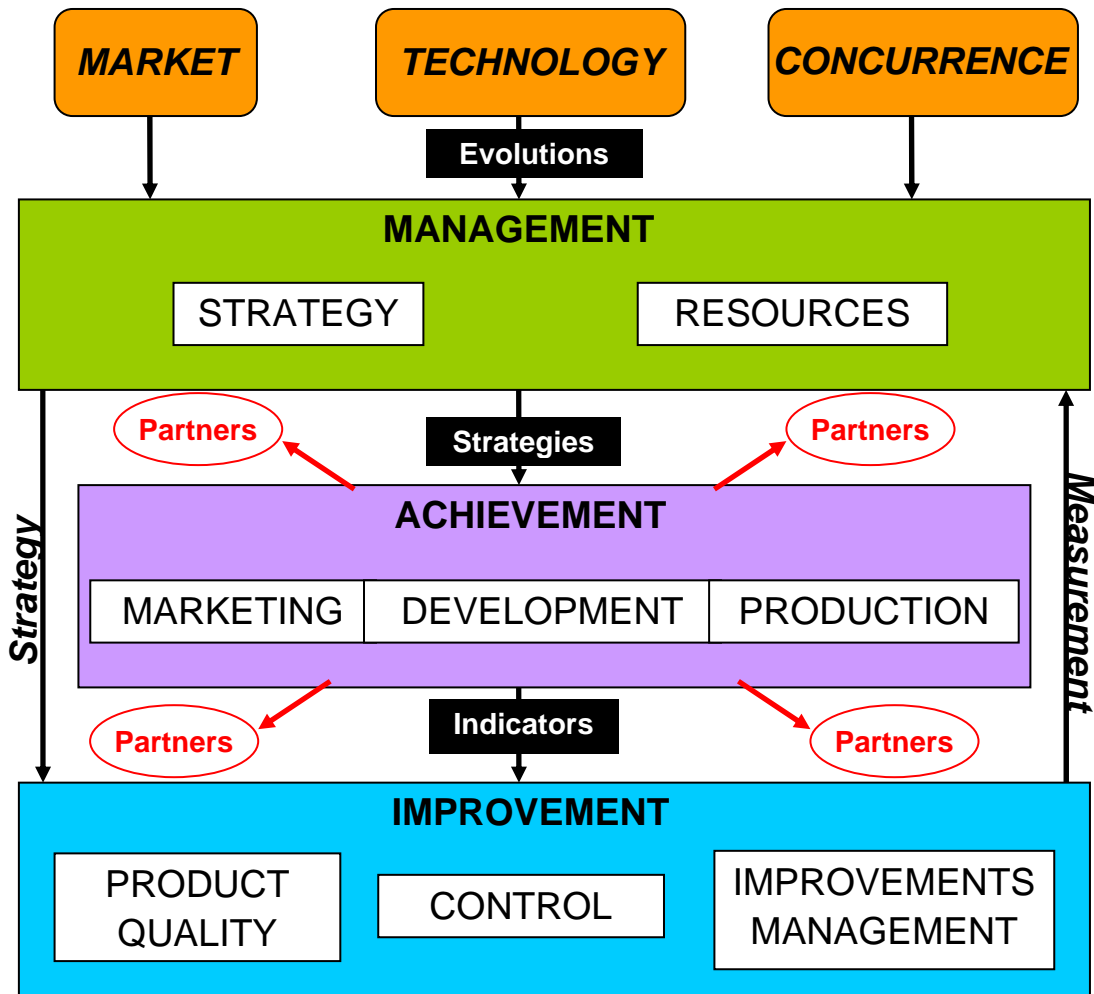 MARKET
TECHNOLOGY
CONCURRENCE
Evolutions
MANAGEMENT
STRATEGY
RESOURCES
Partners
Strategies
Partners
Strategy
Measurement
ACHIEVEMENT
MARKETING
DEVELOPMENT
PRODUCTION
Partners
Indicators
Partners
IMPROVEMENT
PRODUCT
QUALITY
CONTROL
IMPROVEMENTS
MANAGEMENT